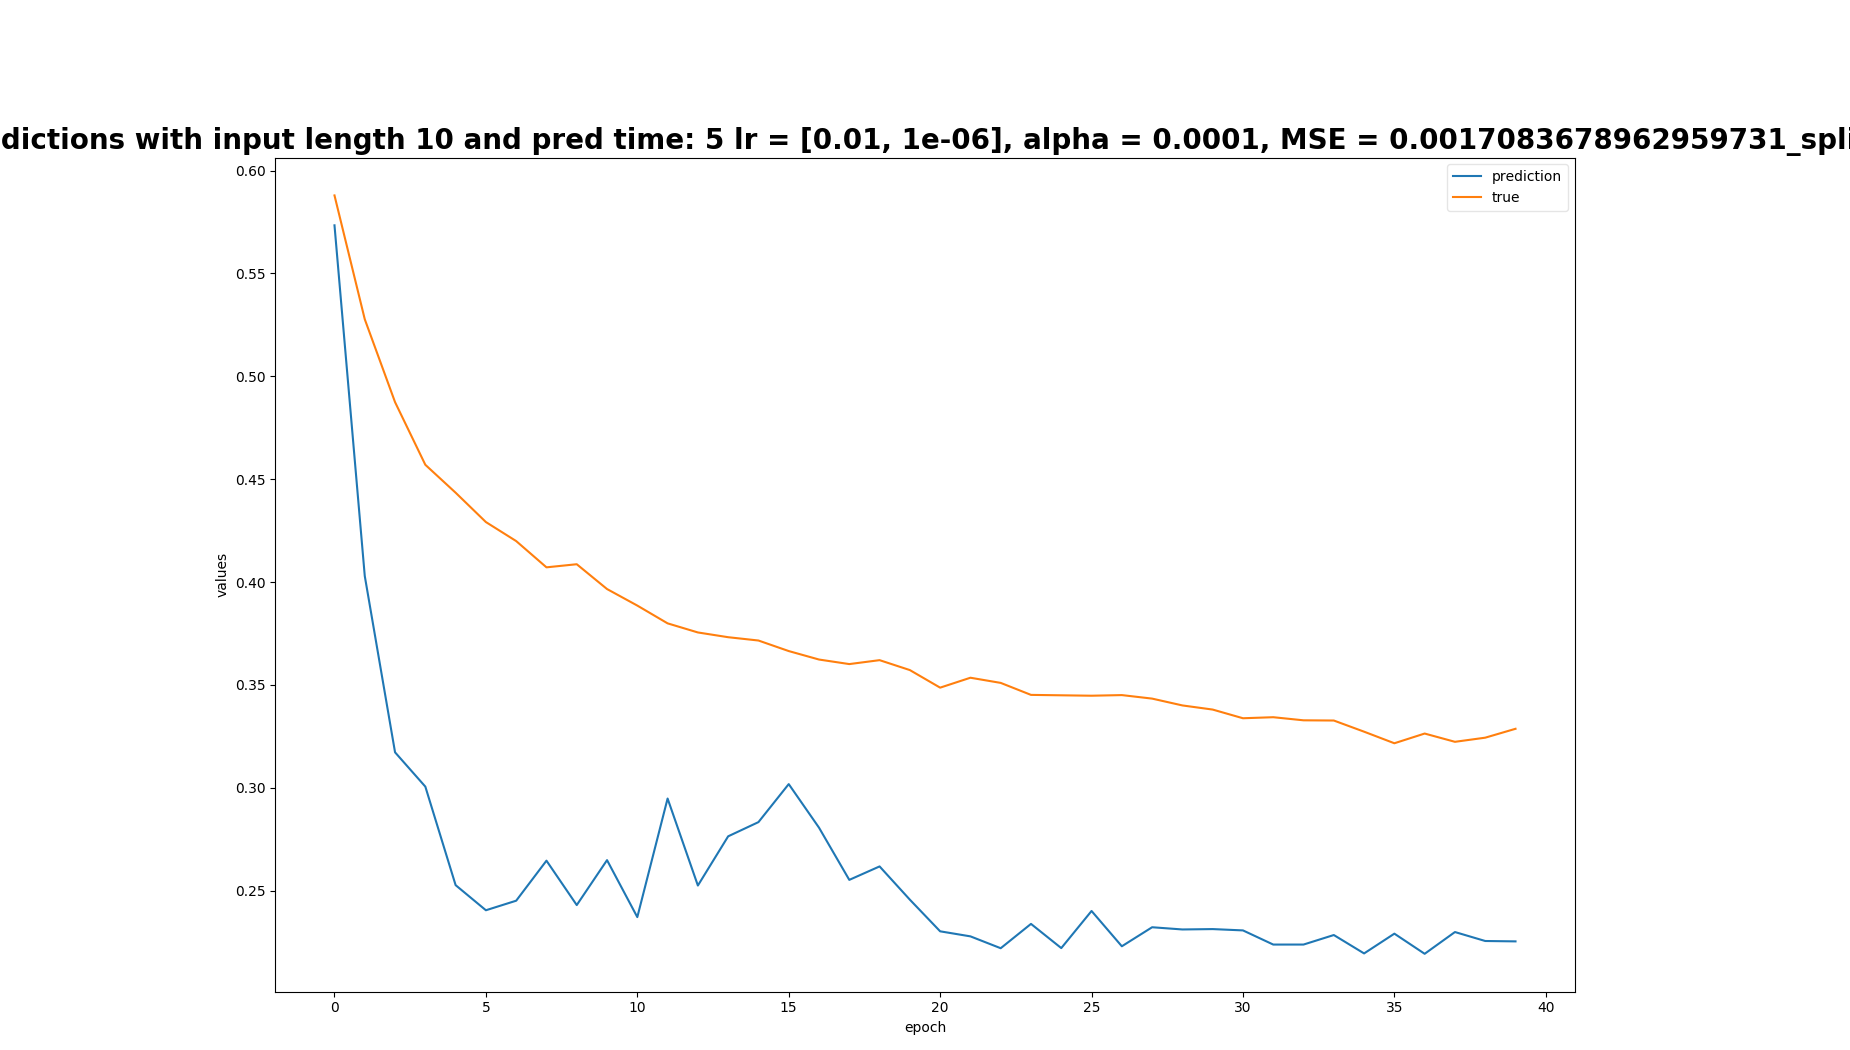 dictions with input length 10 and pred time: 5 lr = [0.01, 1e-06], alpha = 0.0001, MSE = 0.0017083678962959731_spli
prediction
true
values
0.60
0.55
0.50
0.45
0.40
0.35
0.30
0.25
0 5 10 15 20 25 30 35 40
epoch